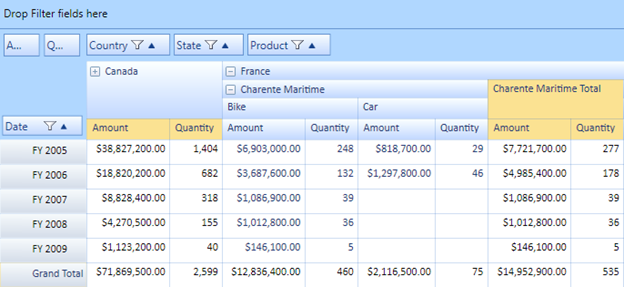 Drop Filter fields here
A... Q... Country State Product
Canada France
Charente Maritime Charente Maritime Total
Bike Car
Date Amount Quantity Amount Quantity Amount Quantity Amount Quantity
FY 2005 $38,827,200.00 1,404 $6,903,000.00 248 $818,700.00 29 $7,721,700.00 277
FY 2006 $18,820,200.00 682 $3,687,600.00 132 $1,297,800.00 46 $4,985,400.00 178
FY 2007 $8,828,400.00 318 $1,086,900.00 39 $1,086,900.00 39
FY 2008 $4,270,500.00 155 $1,012,800.00 36 $1,012,800.00 36
FY 2009 $1,123,200.00 40 $146,100.00 5 $146,100.00 5
Grand Total $71,869,500.00 2,599 $12,836,400.00 460 $2,116,500.00 75 $14,952,900.00 535